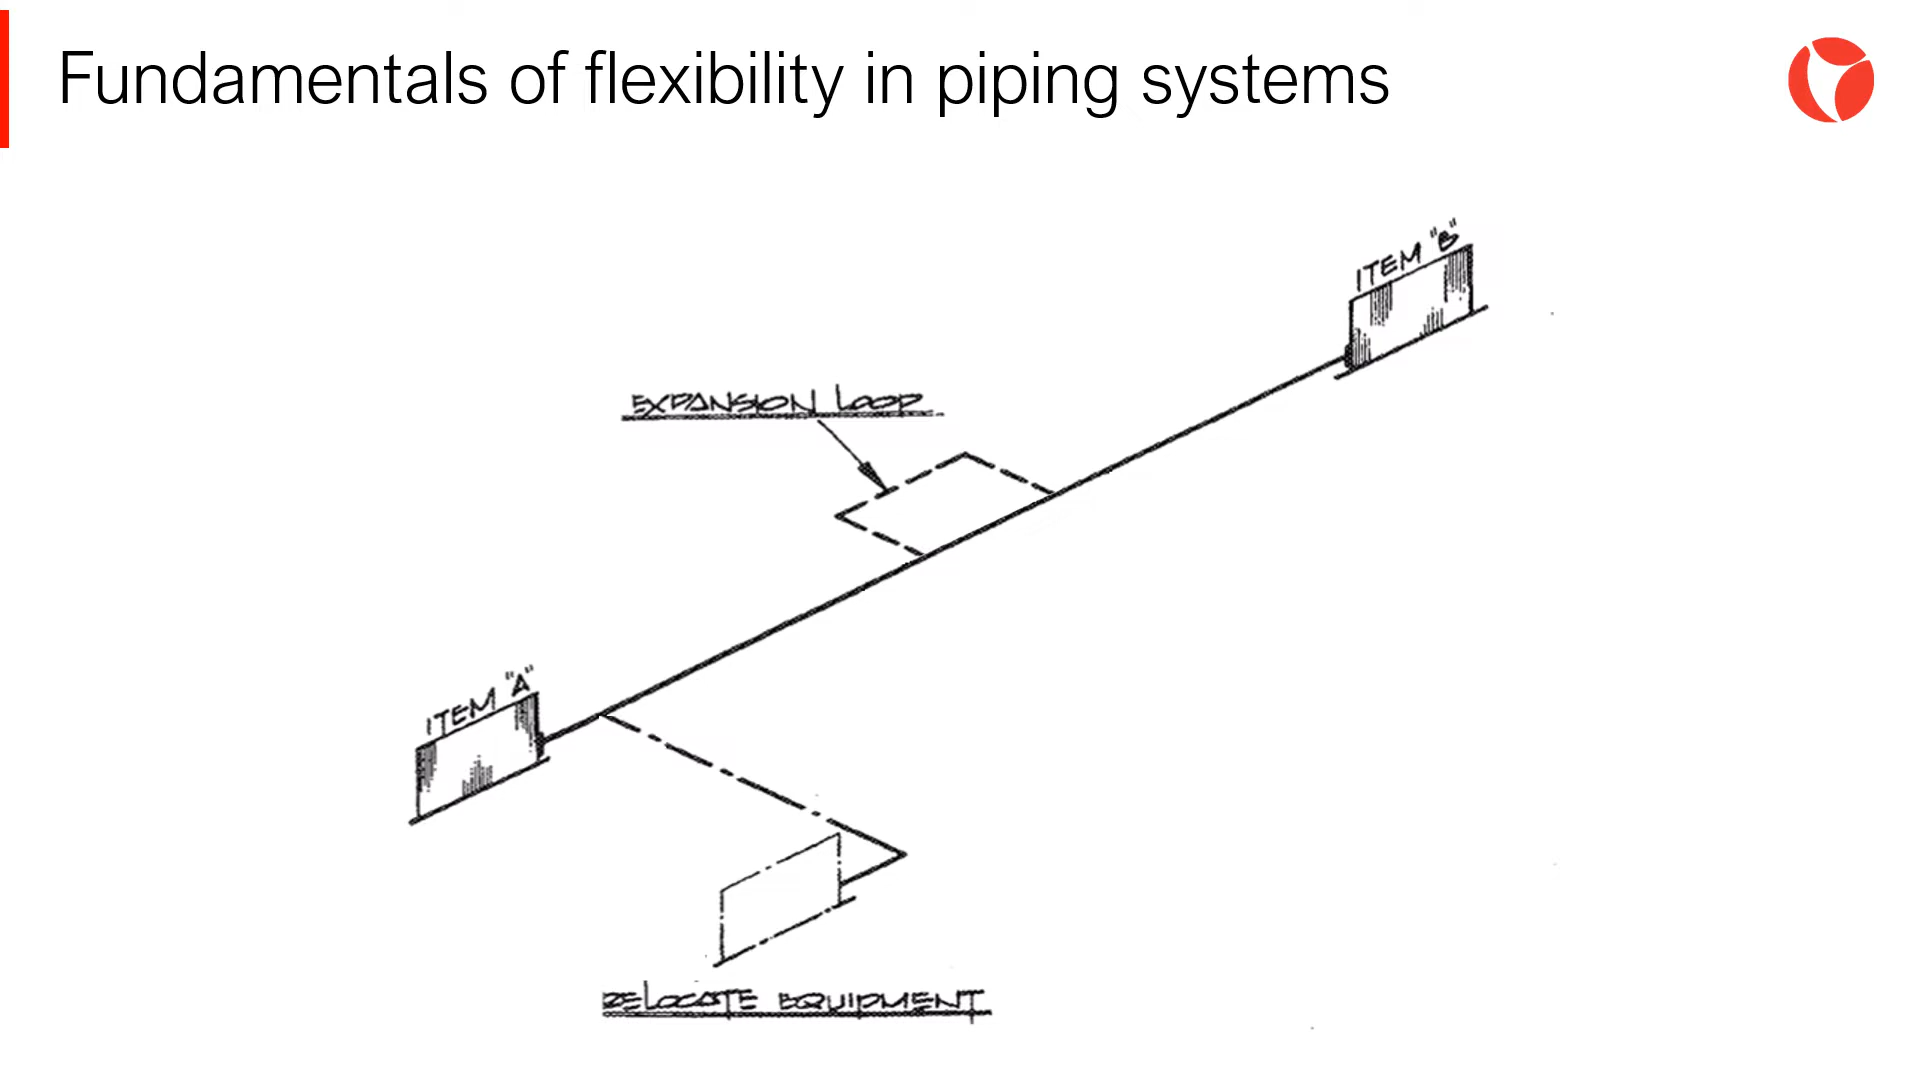 Fundamentals of flexibility in piping systems
ITEM "B"
EXPANSION LOOP
ITEM "A"
RELOCATE EQUIPMENT